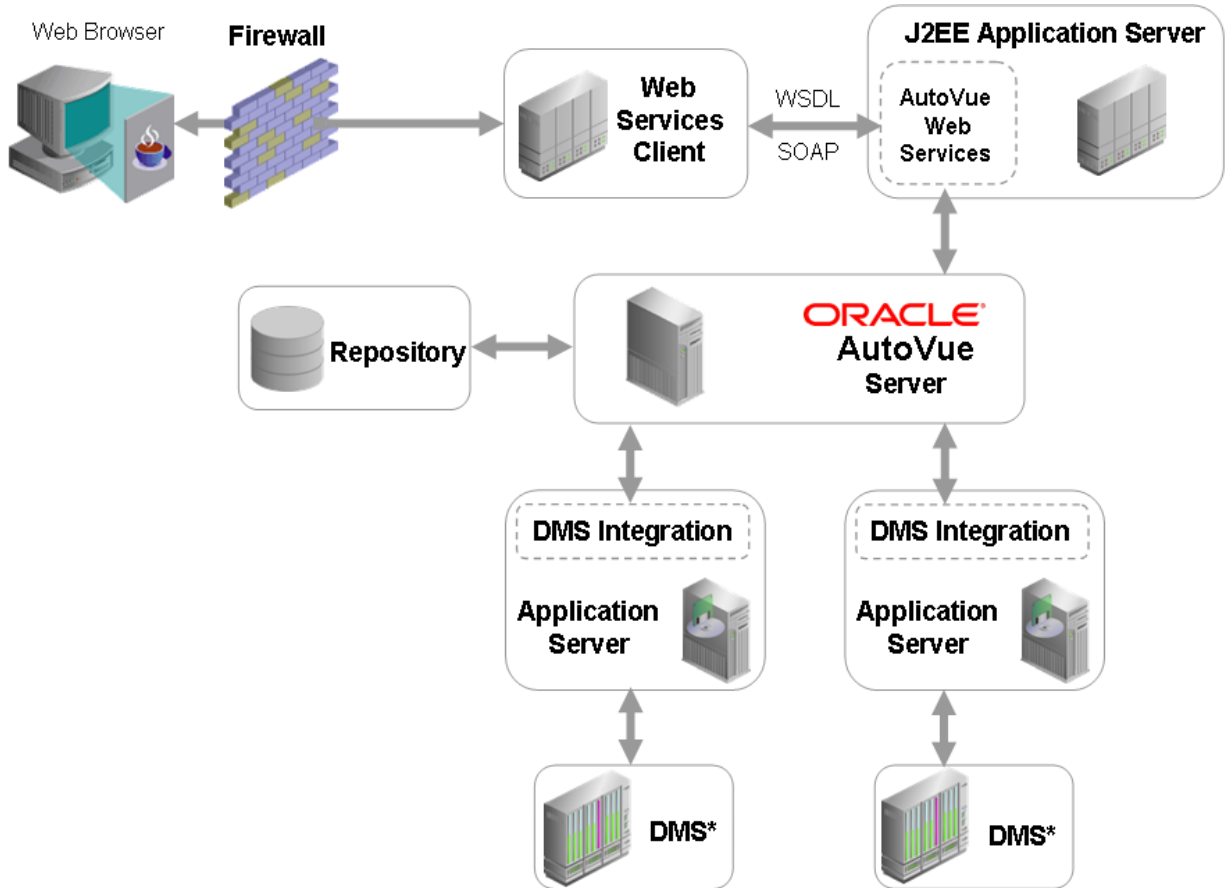 Web Browser
Firewall
Web
Services
Client
WSDL
SOAP
J2EE Application Server
AutoVue
Web
Services
Repository
ORACLE®
AutoVue
Server
DMS Integration
Application
Server
DMS Integration
Application
Server
DMS*
DMS*